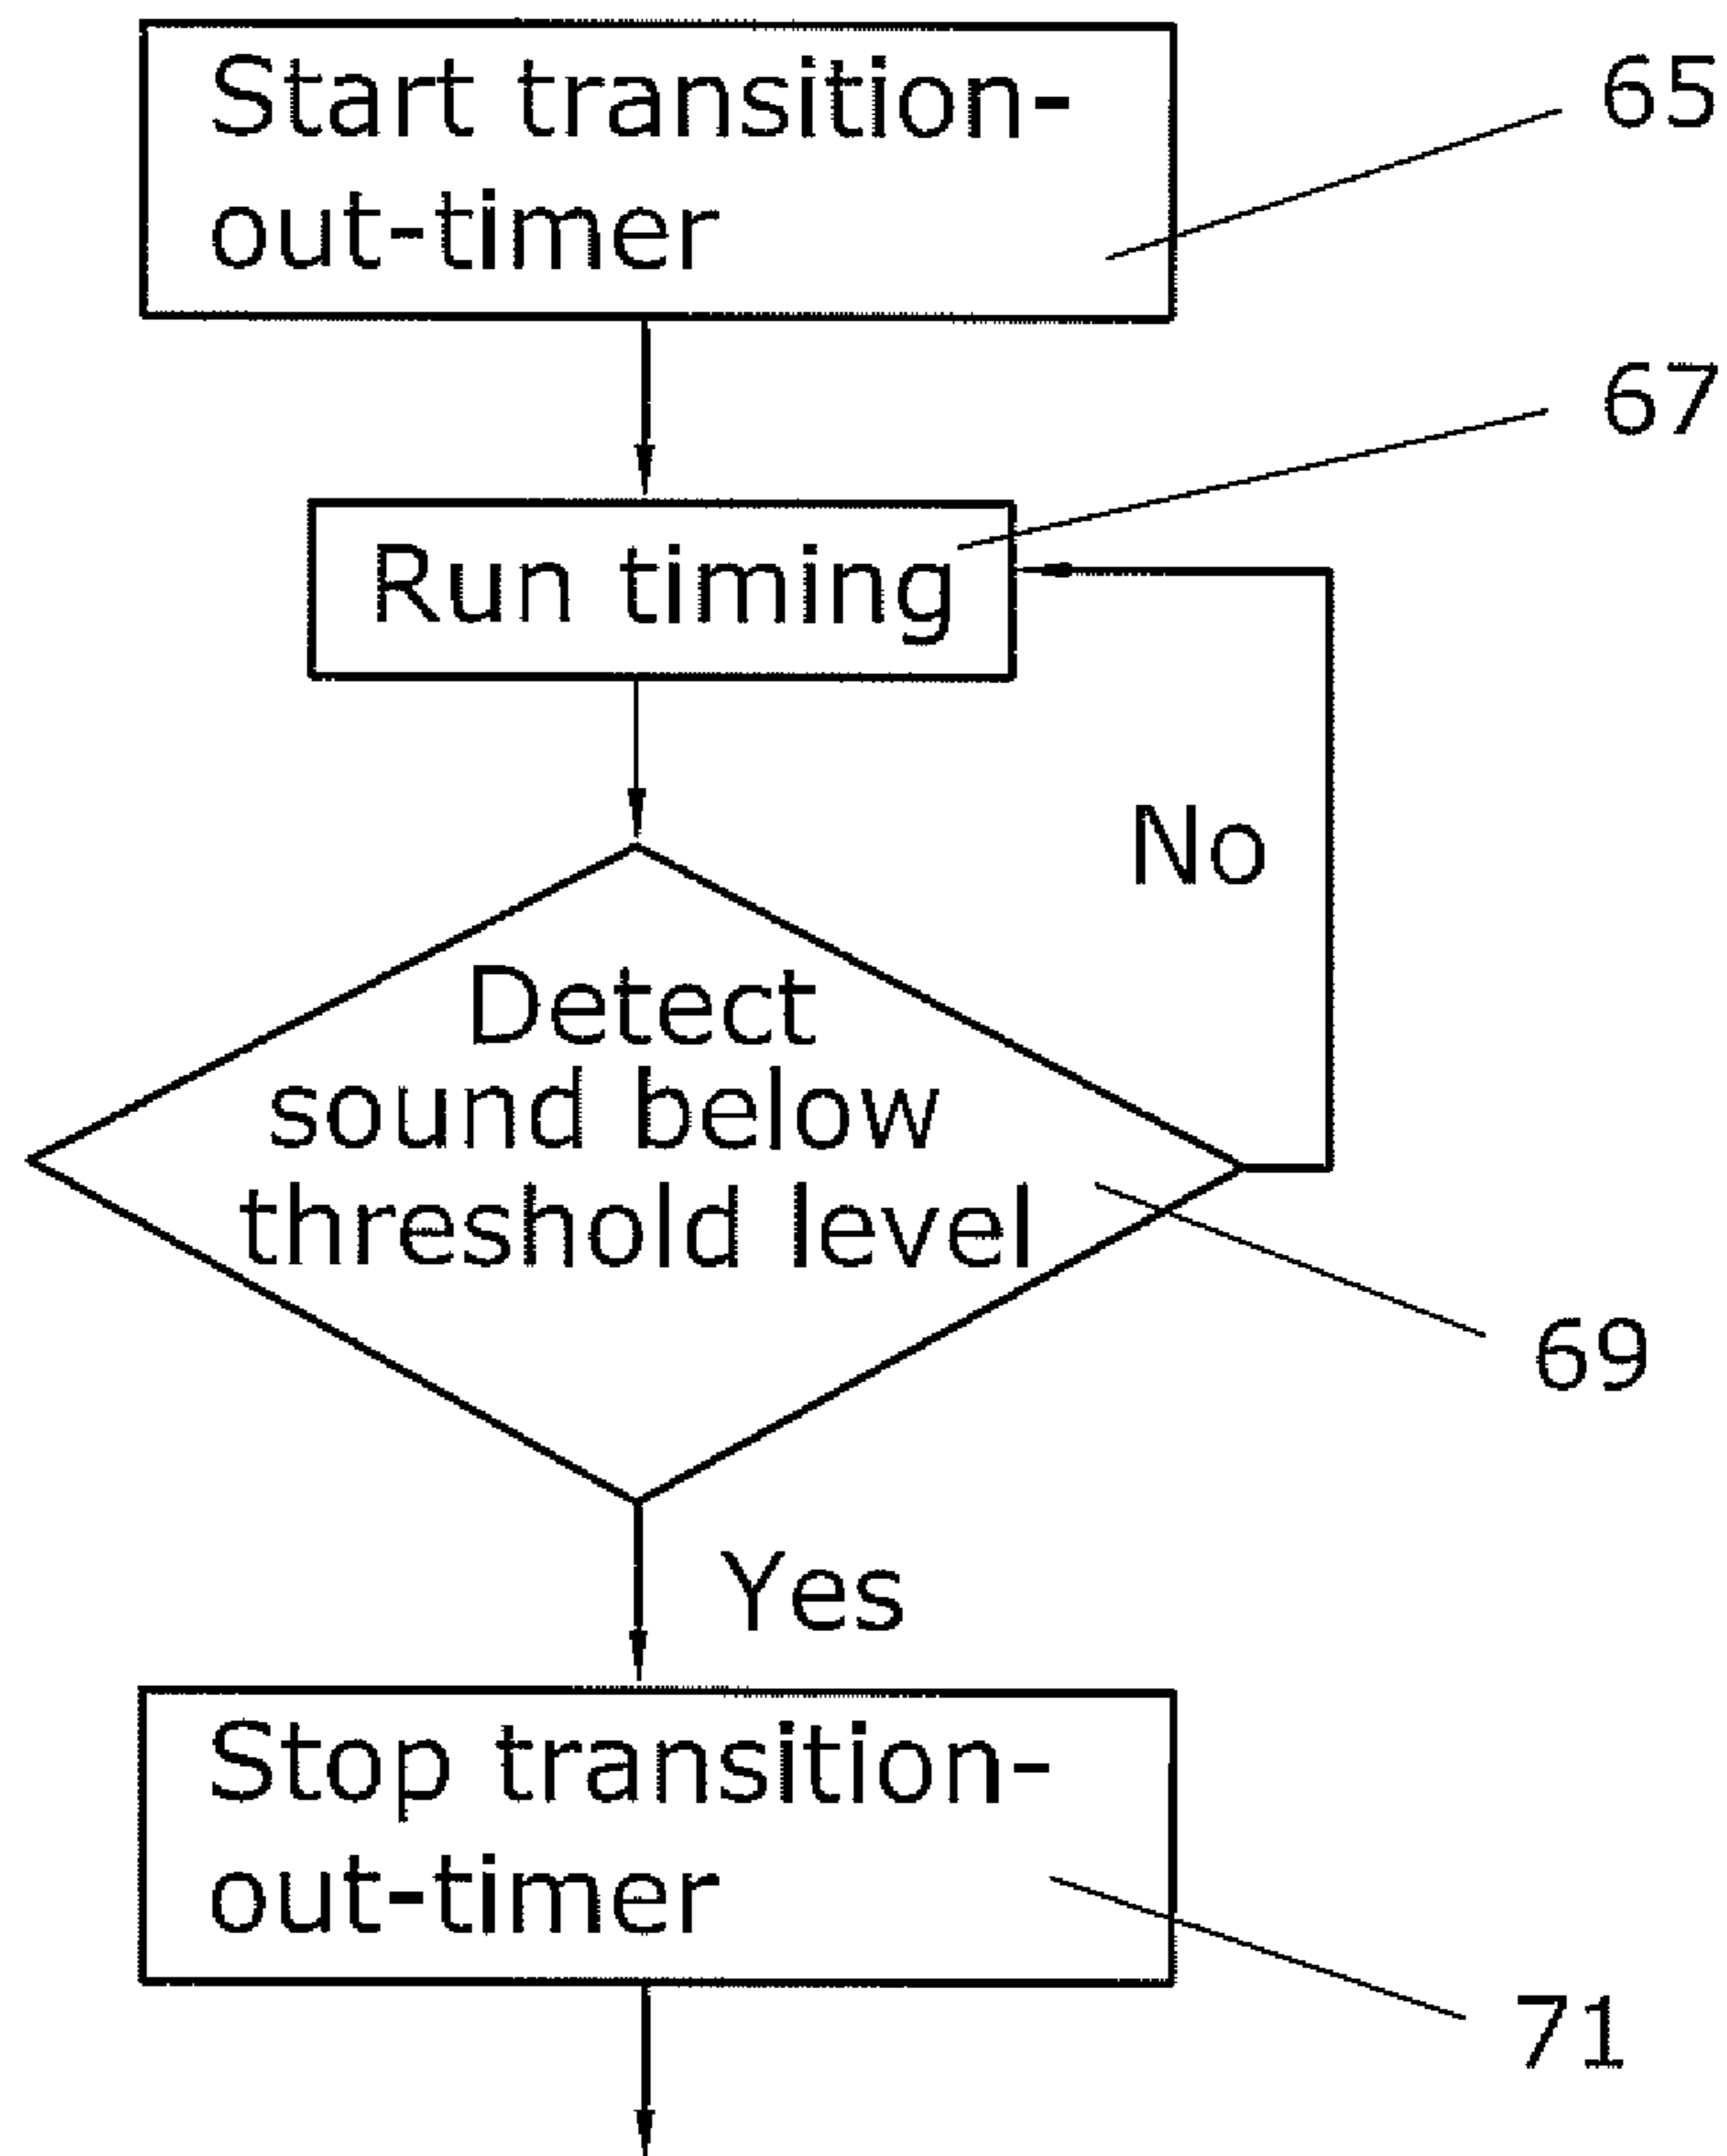 Start transition-
out-timer
65
67
Run timing
No
Detect
sound below
threshold level
69
Yes
Stop transition-
out-timer
71